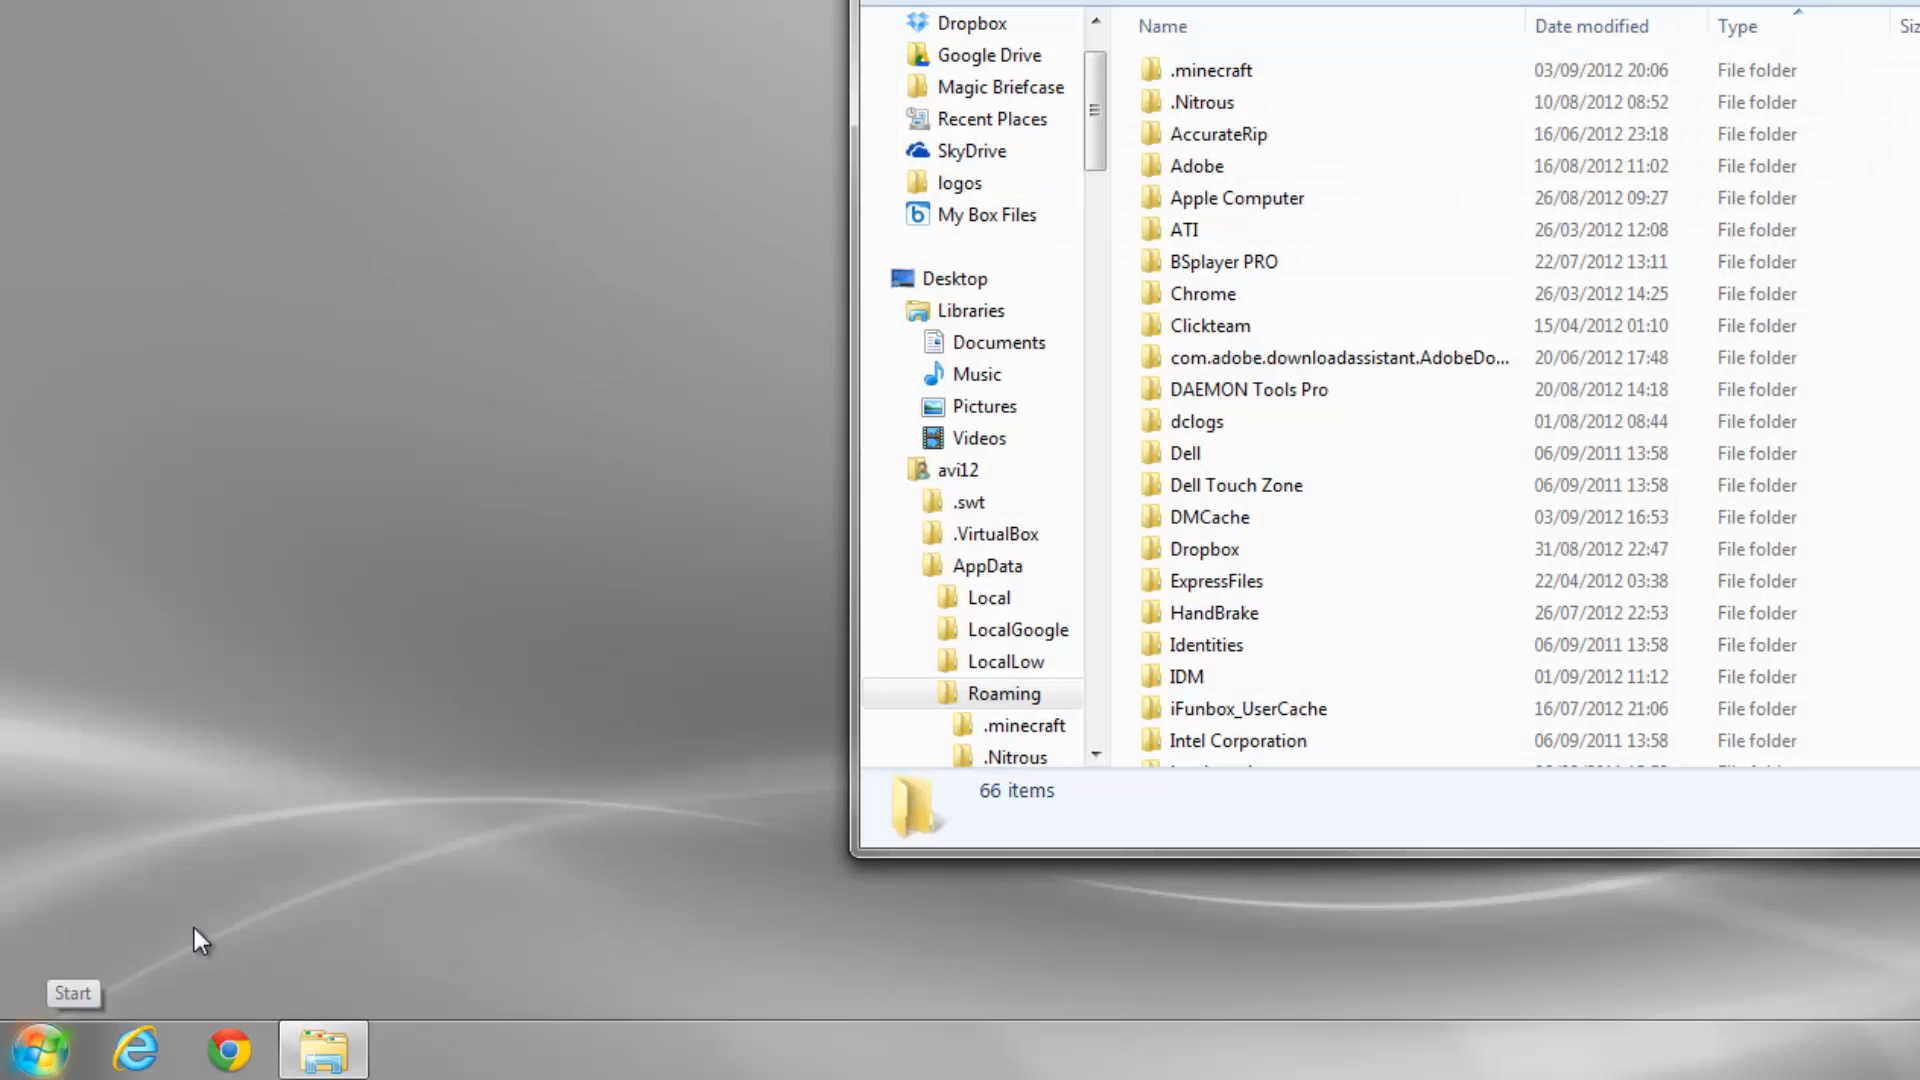 Dropbox
Google Drive
Magic Briefcase
Recent Places
SkyDrive
logos
My Box Files
Desktop
Libraries
Documents
Music
Pictures
Videos
avi12
.swt
.VirtualBox
AppData
Local
LocalGoogle
LocalLow
Roaming
.minecraft
.Nitrous
Name Date modified Type Siz
.minecraft 03/09/2012 20:06 File folder
.Nitrous 10/08/2012 08:52 File folder
AccurateRip 16/06/2012 23:18 File folder
Adobe 16/08/2012 11:02 File folder
Apple Computer 26/08/2012 09:27 File folder
ATI 26/03/2012 12:08 File folder
BSplayer PRO 22/07/2012 13:11 File folder
Chrome 26/03/2012 14:25 File folder
Clickteam 15/04/2012 01:10 File folder
com.adobe.downloadassistant.AdobeDo... 20/06/2012 17:48 File folder
DAEMON Tools Pro 20/08/2012 14:18 File folder
dclogs 01/08/2012 08:44 File folder
Dell 06/09/2011 13:58 File folder
Dell Touch Zone 06/09/2011 13:58 File folder
DMCache 03/09/2012 16:53 File folder
Dropbox 31/08/2012 22:47 File folder
ExpressFiles 22/04/2012 03:38 File folder
HandBrake 26/07/2012 22:53 File folder
Identities 06/09/2011 13:58 File folder
IDM 01/09/2012 11:12 File folder
iFunbox_UserCache 16/07/2012 21:06 File folder
Intel Corporation 06/09/2011 13:58 File folder
66 items
Start